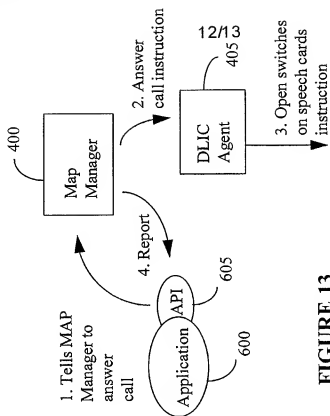 12/13
400
Map
Manager
2. Answer
call instruction
405
DLIC
Agent
3. Open switches
on speech cards
instruction
4. Report
1. Tells MAP
Manager to
answer
call
API
605
Application
600
FIGURE 13